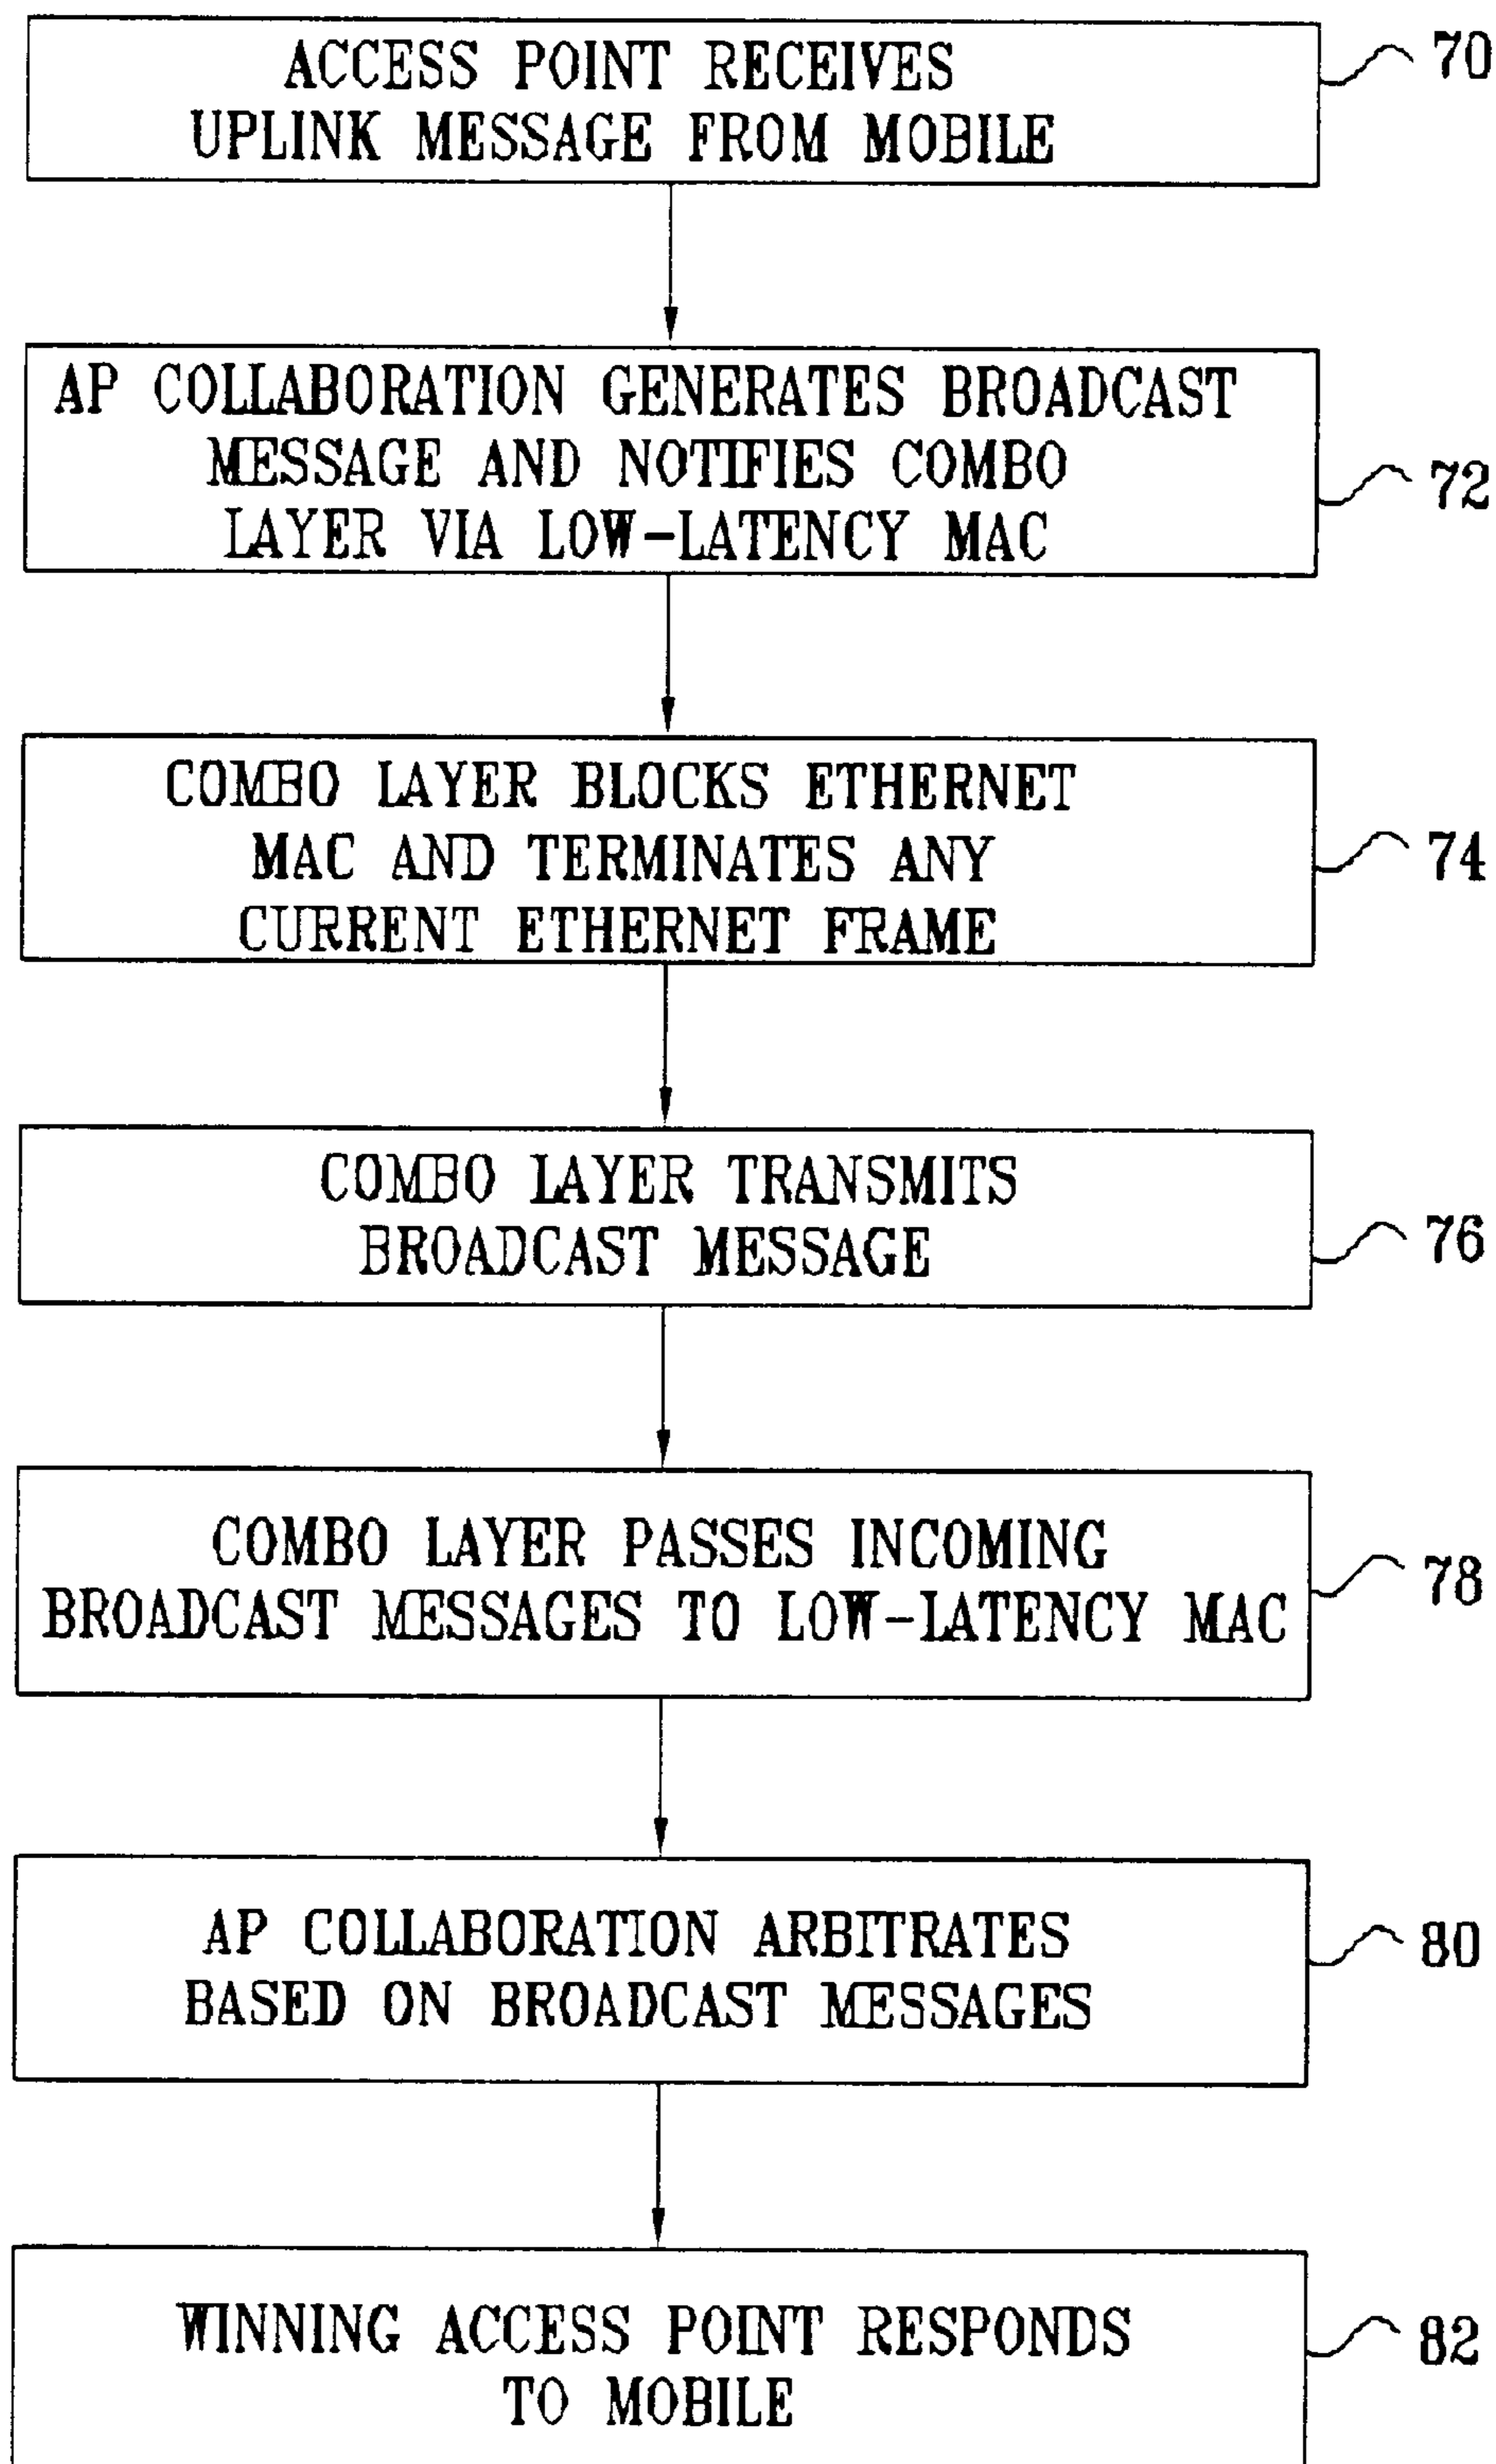 ACCESS POINT RECEIVES
UPLINK MESSAGE FROM MOBILE
70
AP COLLABORATION GENERATES BROADCAST
MESSAGE AND NOTIFIES COMBO
LAYER VIA LOW-LATENCY MAC
72
COMBO LAYER BLOCKS ETHERNET
MAC AND TERMINATES ANY
CURRENT ETHERNET FRAME
74
COMBO LAYER TRANSMITS
BROADCAST MESSAGE
76
COMBO LAYER PASSES INCOMING
BROADCAST MESSAGES TO LOW-LATENCY MAC
78
AP COLLABORATION ARBITRATES
BASED ON BROADCAST MESSAGES
80
WINNING ACCESS POINT RESPONDS
TO MOBILE
82